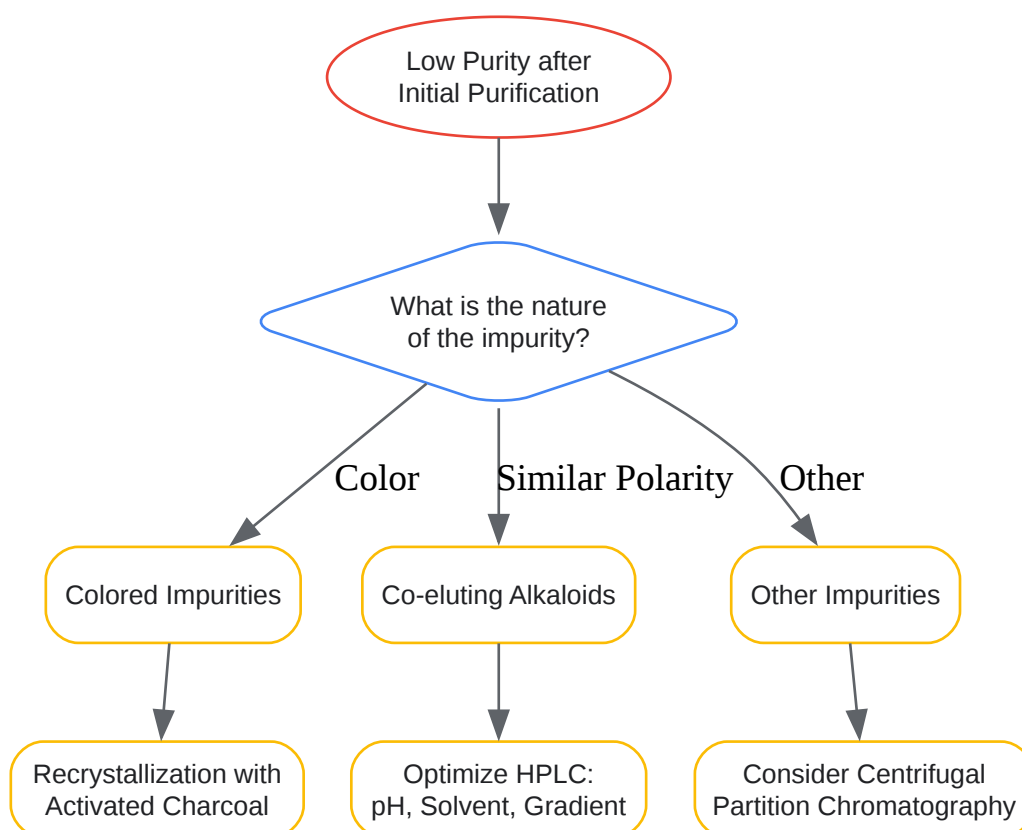 Low Purity after
Initial Purification
What is the nature
of the impurity?
Color
Similar Polarity
Other
Colored Impurities
Co-eluting Alkaloids
Other Impurities
Recrystallization with
Activated Charcoal
Optimize HPLC:
pH, Solvent, Gradient
Consider Centrifugal
Partition Chromatography